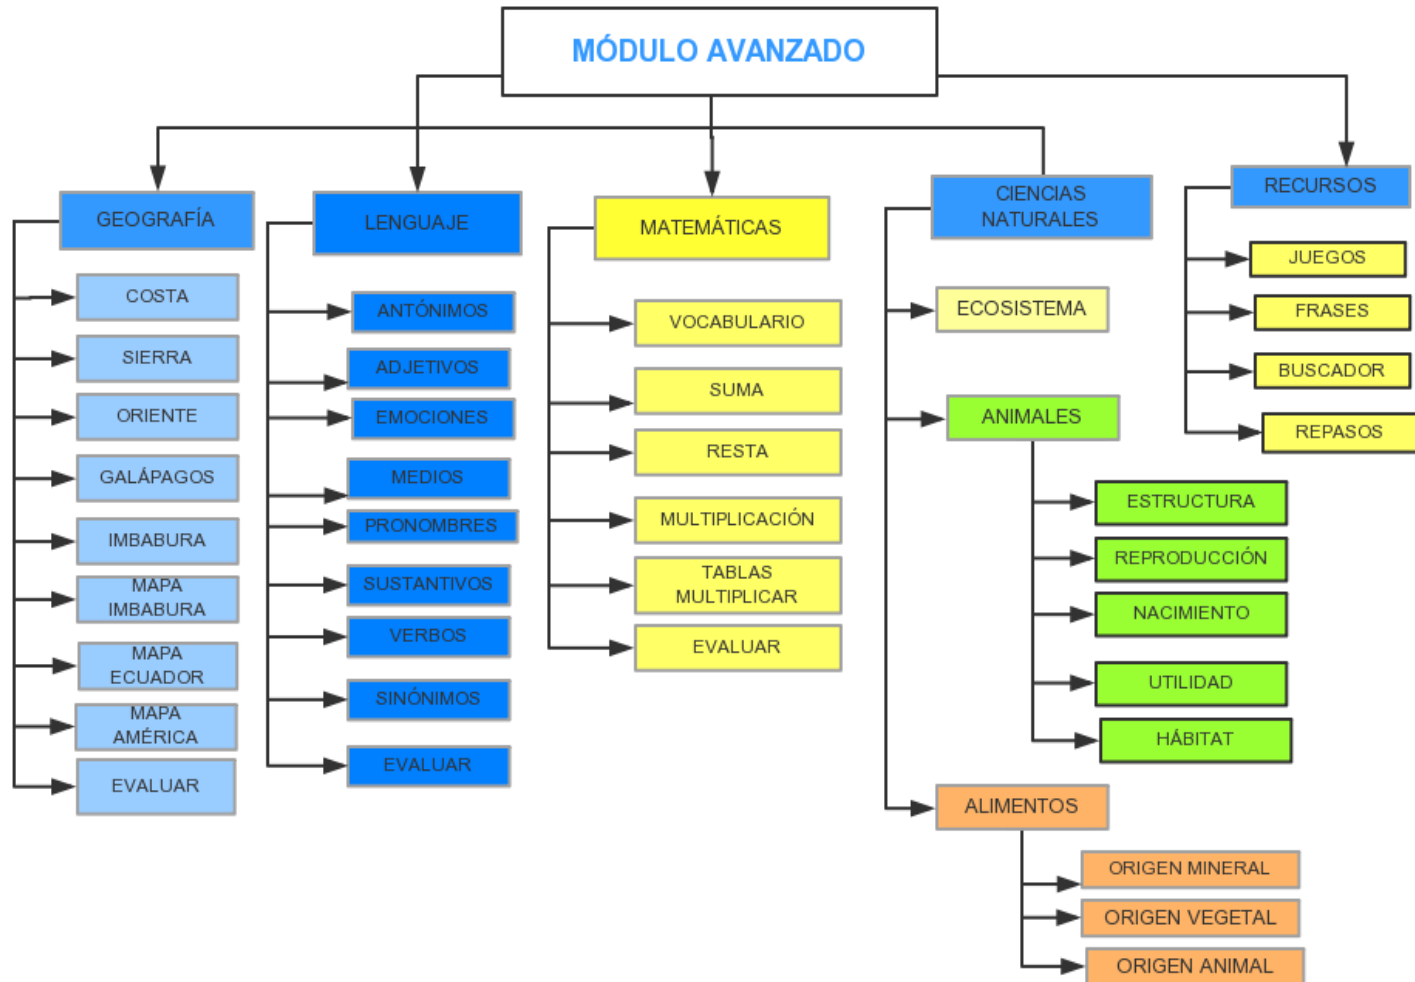 MÓDULO AVANZADO
GEOGRAFÍA
COSTA
SIERRA
ORIENTE
GALÁPAGOS
IMBABURA
MAPA
IMBABURA
MAPA
ECUADOR
MAPA
AMÉRICA
EVALUAR
LENGUAJE
ANTÓNIMOS
ADJETIVOS
EMOCIONES
MEDIOS
PRONOMBRES
SUSTANTIVOS
VERBOS
SINÓNIMOS
EVALUAR
MATEMÁTICAS
VOCABULARIO
SUMA
RESTA
MULTIPLICACIÓN
TABLAS
MULTIPLICAR
EVALUAR
CIENCIAS
NATURALES
ECOSISTEMA
ANIMALES
ESTRUCTURA
REPRODUCCIÓN
NACIMIENTO
UTILIDAD
HÁBITAT
ALIMENTOS
ORIGEN MINERAL
ORIGEN VEGETAL
ORIGEN ANIMAL
RECURSOS
JUEGOS
FRASES
BUSCADOR
REPASOS